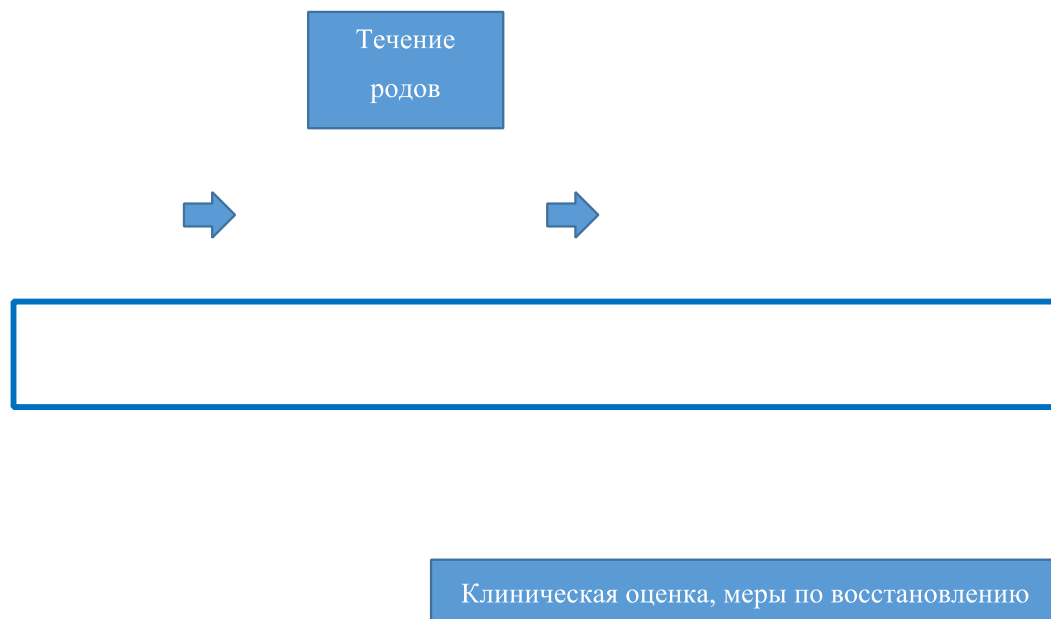 Течение
родов
Клиническая оценка, меры по восстановлению